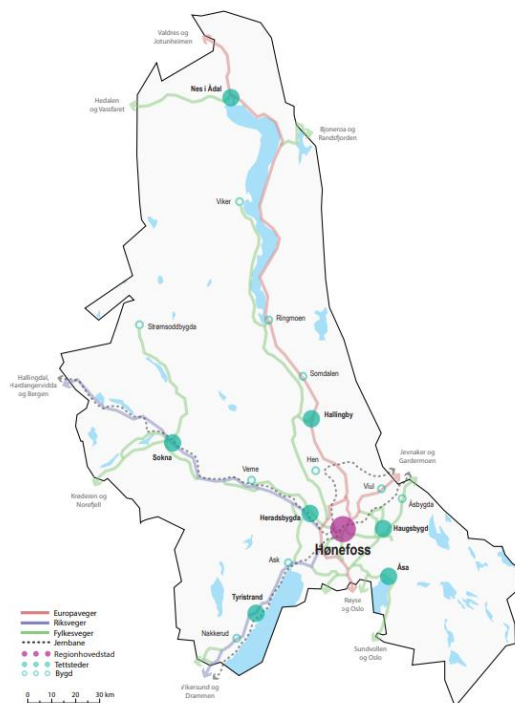 Valdres og
Jotunheimen
Nes i Ådal
Hedalen
og Vassfaret
Bjoneroa og
Randsfjorden
Viker
Ringmoen
Strømsoddbygda
Somdalen
Hallingdal,
Hardangervidda
og Bergen
Hallingby
Sokna
Jevnaker og
Gardermoen
Hen
Veme
Viul
Krøderen og
Norefjell
Åsbygda
Heradsbygda
Haugsbygd
Hønefoss
Ask
Åsa
Tyristrand
Røyse
og Oslo
Nakkerud
Sundvollen
og Oslo
Vikersund og
Drammen
Europaveger
Riksveger
Fylkesveger
Jernbane
Regionhovedstad
Tettsteder
Bygd
0 10 20 30 km